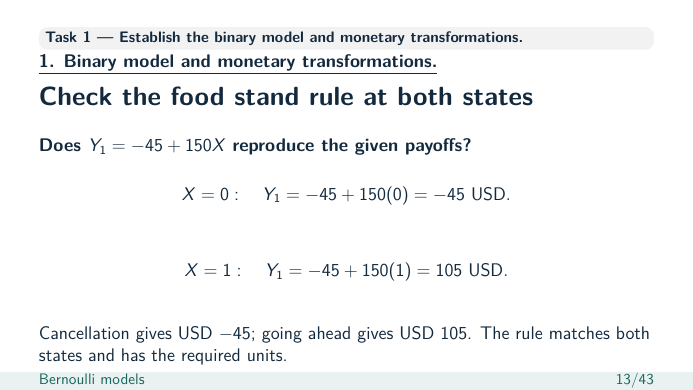 Task 1 — Establish the binary model and monetary transformations.
1. Binary model and monetary transformations.
Check the food stand rule at both states
Does Y₁ = −45 + 150X reproduce the given payoffs?
X = 0 : Y₁ = −45 + 150(0) = −45 USD.
X = 1 : Y₁ = −45 + 150(1) = 105 USD.
Cancellation gives USD −45; going ahead gives USD 105. The rule matches both
states and has the required units.
Bernoulli models 13/43